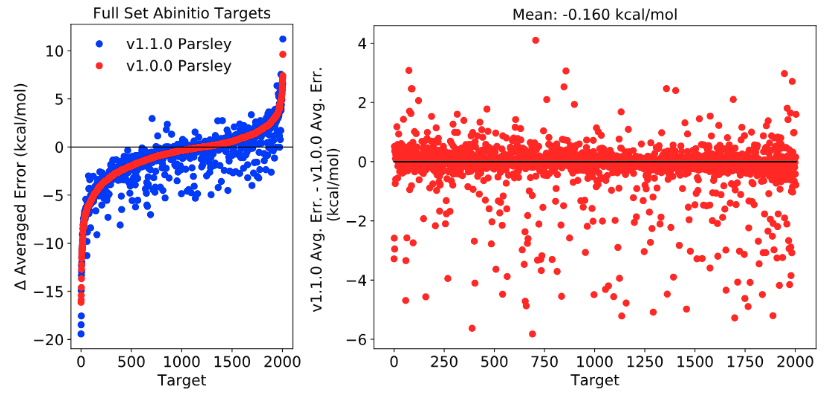 Full Set Abinitio Targets
v1.1.0 Parsley
v1.0.0 Parsley
Δ Averaged Error (kcal/mol)
10
5
0
−5
−10
−15
−20
0 500 1000 1500 2000
Target
Mean: -0.160 kcal/mol
v1.1.0 Avg. Err. - v1.0.0 Avg. Err.
(kcal/mol)
4
2
0
−2
−4
−6
0 250 500 750 1000 1250 1500 1750 2000
Target